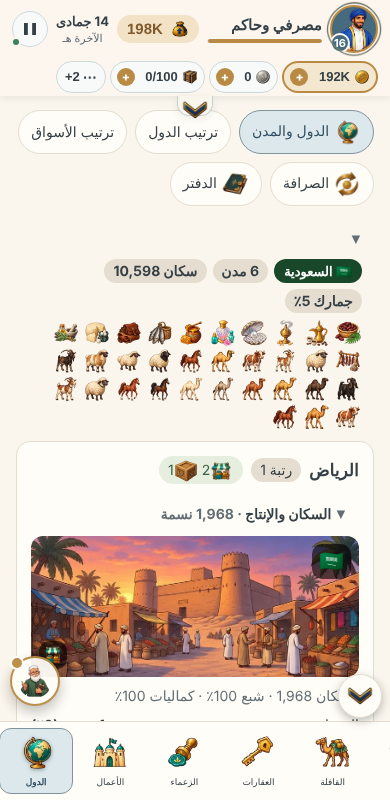 مصرفي وحاكم
16
198K
14 جمادى
الآخرة هـ
192K +
0 +
0/100 +
+2 ...
الدول والمدن
ترتيب الدول
ترتيب الأسواق
الصرافة
الدفتر
▼
السعودية
6 مدن
سكان 10,598
جمارك 5٪
الرياض
رتبة 1
2 1
▼ السكان والإنتاج · 1,968 نسمة
سكان 1,968 · شبع 100٪ · كماليات 100٪
القافلة
العقارات
الزعماء
الأعمال
الدول